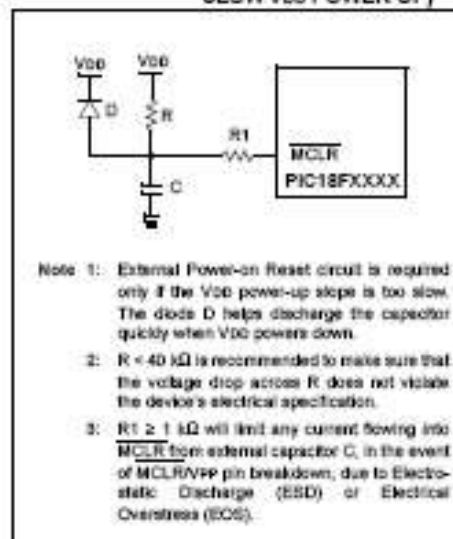 VDD VDD
D R
R1
MCLR
C PIC18FXXXX
Note 1: External Power-on Reset circuit is required
only if the VDD power-up slope is too slow.
The diode D helps discharge the capacitor
quickly when VDD powers down.
2: R < 40 kΩ is recommended to make sure that
the voltage drop across R does not violate
the device's electrical specification.
3: R1 ≥ 1 kΩ will limit any current flowing into
MCLR from external capacitor C, in the event
of MCLR/VPP pin breakdown, due to Electro-
static Discharge (ESD) or Electrical
Overstress (EOS).